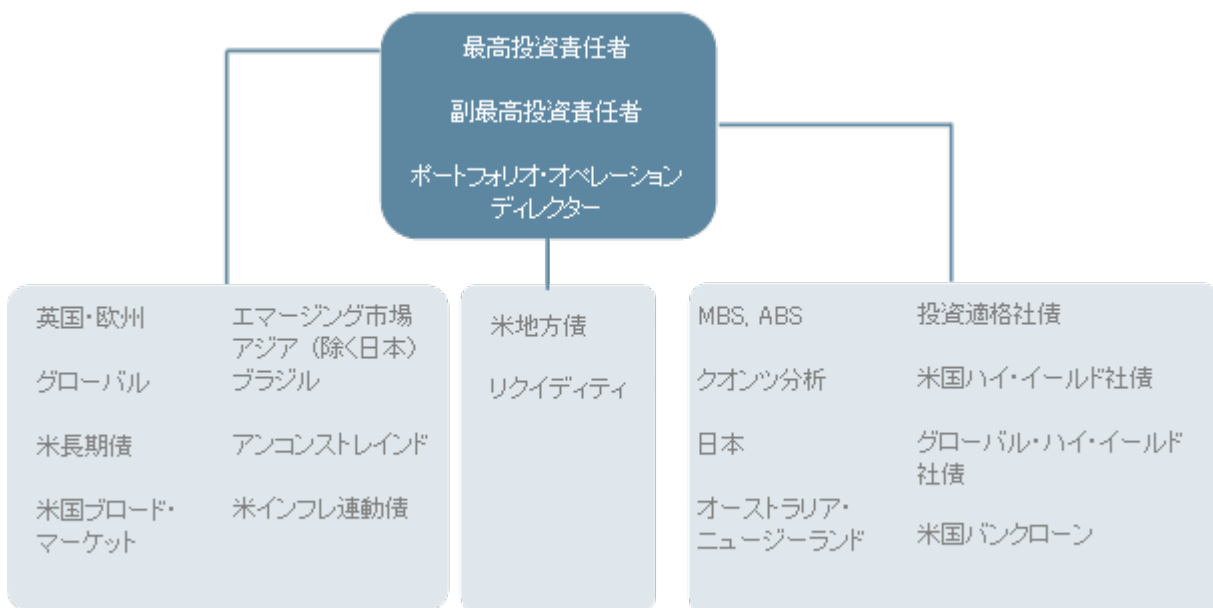 最高投資責任者
副最高投資責任者
ポートフォリオ・オペレーション
ディレクター
英国・欧州
グローバル
米長期債
米国ブロード・
マーケット
エマージング市場
アジア（除く日本）
ブラジル
アンコンストレインド
米インフレ連動債
米地方債
リクイディティ
MBS, ABS
クオンツ分析
日本
オーストラリア・
ニュージーランド
投資適格社債
米国ハイ・イールド社債
グローバル・ハイ・イールド
社債
米国バンクローン